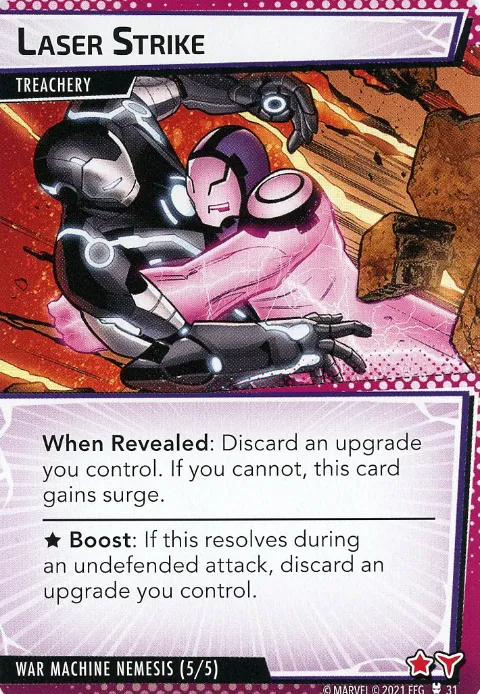 LASER STRIKE
TREACHERY
When Revealed: Discard an upgrade
you control. If you cannot, this card
gains surge.
★ Boost: If this resolves during
an undefended attack, discard an
upgrade you control.
WAR MACHINE NEMESIS (5/5)
© MARVEL © 2021 FFG 31